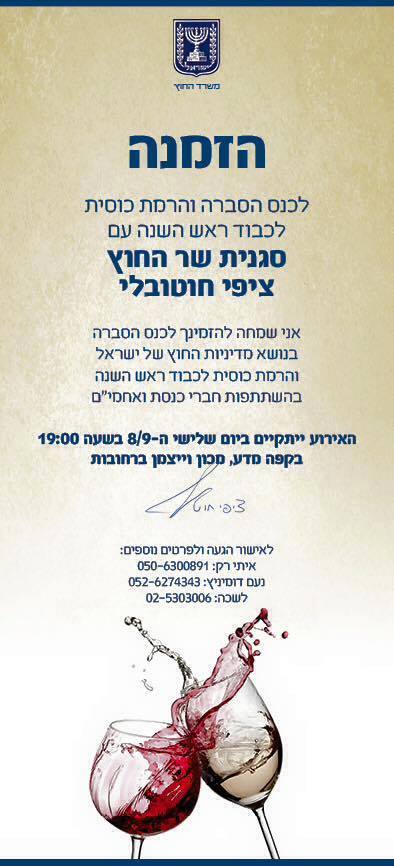 ישראל
משרד החוץ
הזמנה
לכנס הסברה והרמת כוסית
לכבוד ראש השנה עם
סגנית שר החוץ
ציפי חוטובלי
אני שמחה להזמינך לכנס הסברה
בנושא מדיניות החוץ של ישראל
והרמת כוסית לכבוד ראש השנה
בהשתתפות חברי כנסת ואחמי"ם
האירוע ייתקיים ביום שלישי ה-8/9 בשעה 19:00
בקפה מדע, מכון וייצמן ברחובות
ציפי חוט
לאישור הגעה ולפרטים נוספים:
איתי רק: 050-6300891
נעם דוסיניץ: 052-6274343
לשכה: 02-5303006